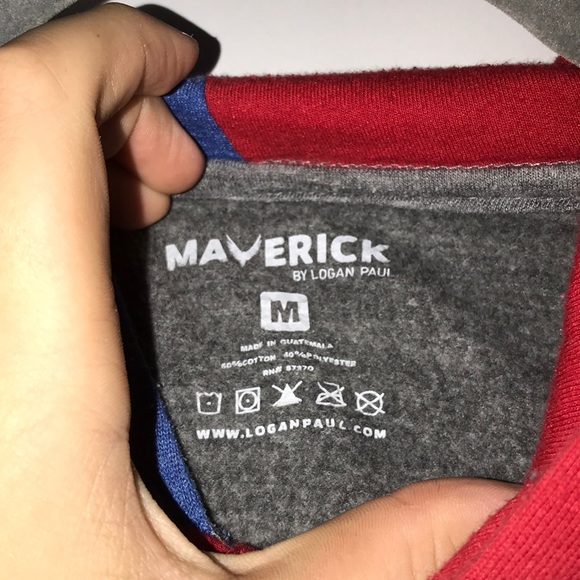 MAVERICK
BY LOGAN PAUL
M
MADE IN GUATEMALA
60%COTTON 40%POLYESTER
RN# 87370
WWW.LOGANPAUL.COM